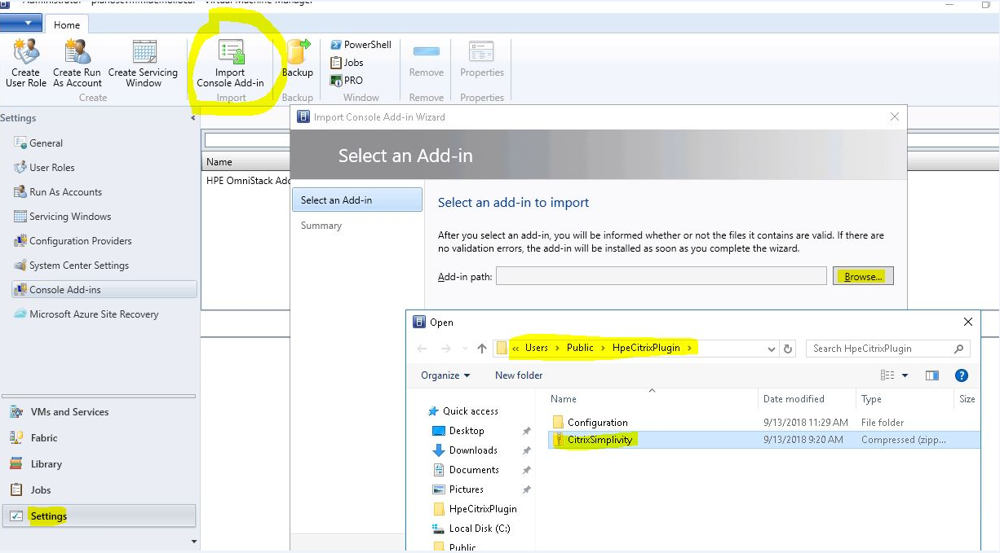 Home
Create
User Role
Create Run
As Account
Create Servicing
Window
Import
Console Add-in
Backup
PowerShell
Jobs
PRO
Remove
Properties
Create
Import
Backup
Window
Remove
Properties
Settings
General
User Roles
Run As Accounts
Servicing Windows
Configuration Providers
System Center Settings
Console Add-ins
Microsoft Azure Site Recovery
VMs and Services
Fabric
Library
Jobs
Settings
Name
HPE OmniStack Add
Import Console Add-in Wizard
Select an Add-in
Select an Add-in
Summary
Select an add-in to import
After you select an add-in, you will be informed whether or not the files it contains are valid. If there are
no validation errors, the add-in will be installed as soon as you complete the wizard.
Add-in path:
Browse...
Open
« Users > Public > HpeCitrixPlugin >
Search HpeCitrixPlugin
Organize
New folder
Quick access
Desktop
Downloads
Documents
Pictures
HpeCitrixPlugin
Local Disk (C:)
Public
Name Date modified Type Size
Configuration 9/13/2018 11:29 AM File folder
CitrixSimplivity 9/13/2018 9:20 AM Compressed (zipp...